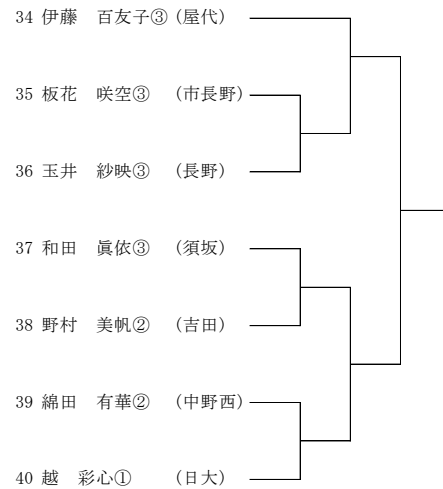 34 伊藤　百友子③ (屋代)
35 板花　咲空③　(市長野)
36 玉井　紗映③　(長野)
37 和田　眞依③　(須坂)
38 野村　美帆②　(吉田)
39 綿田　有華②　(中野西)
40 越　彩心①　(日大)